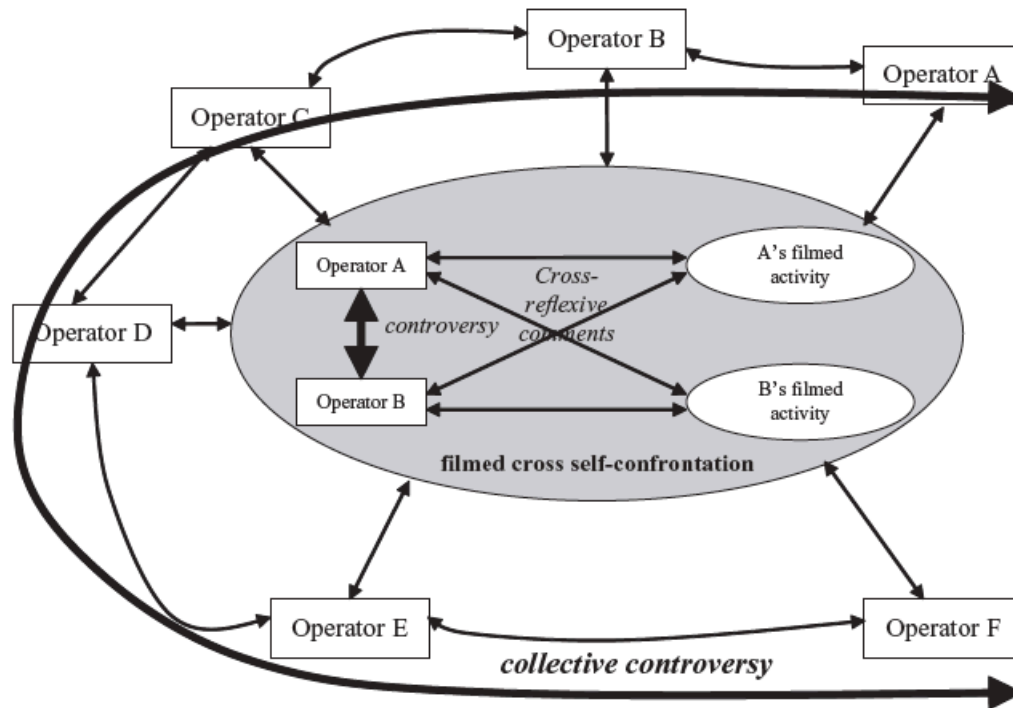 Operator B
Operator A
Operator C
Operator A
A's filmed
activity
Cross-
reflexive
comments
controversy
Operator D
Operator B
B's filmed
activity
filmed cross self-confrontation
Operator E
Operator F
collective controversy